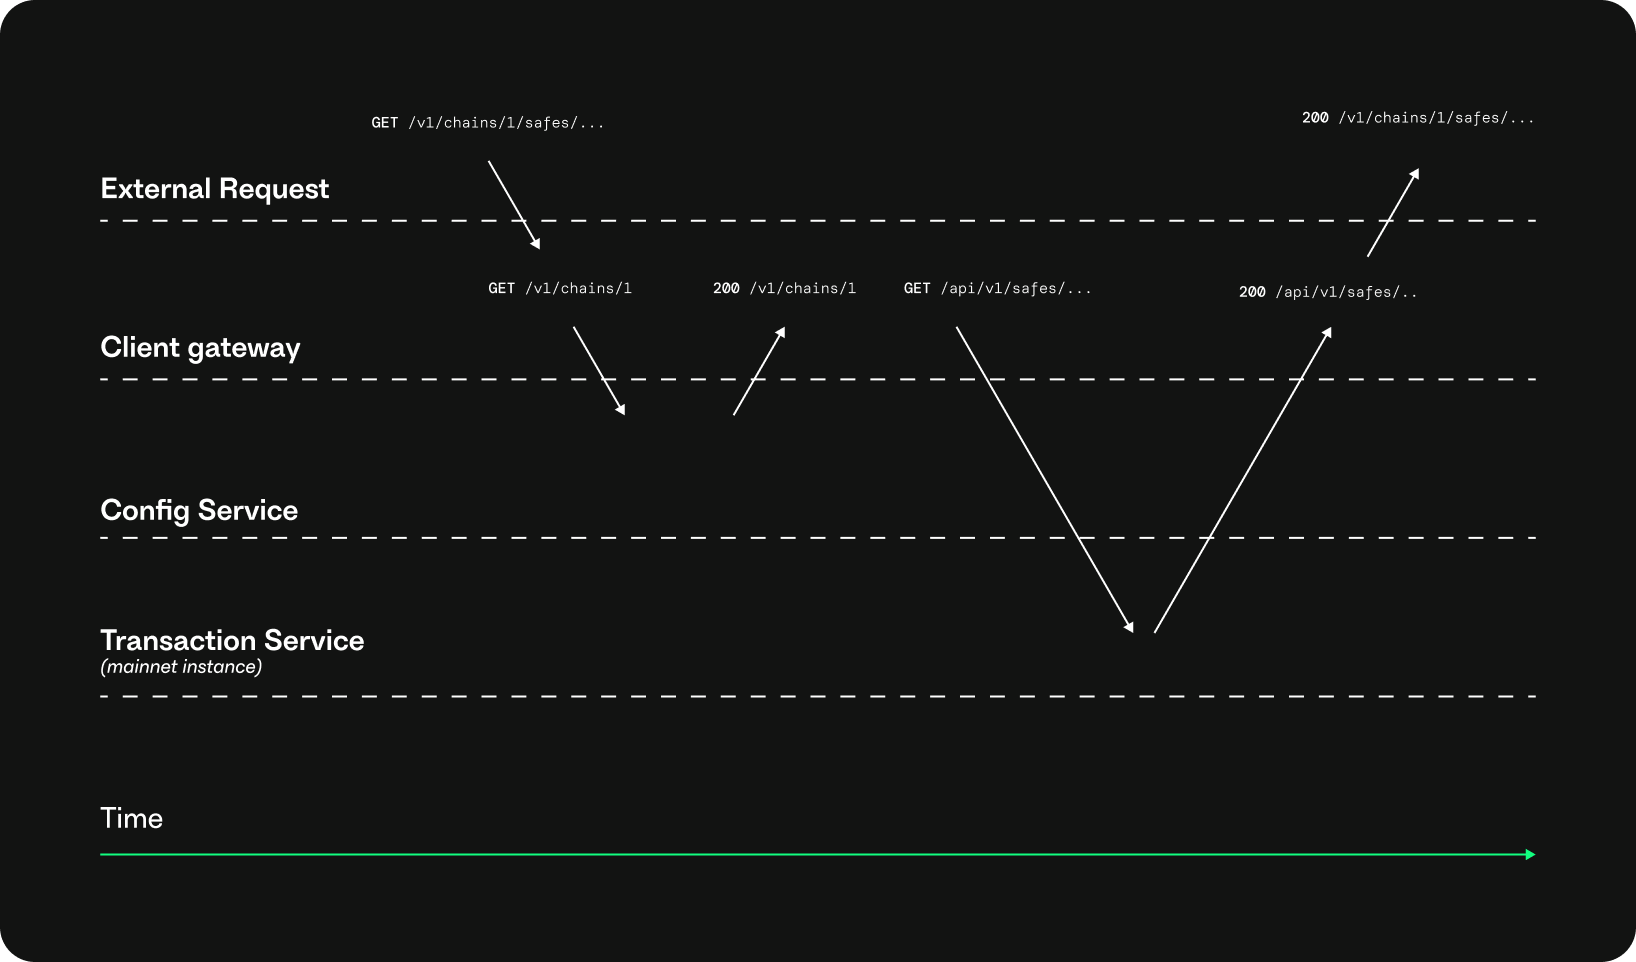 GET /v1/chains/1/safes/...
200 /v1/chains/1/safes/...
External Request
GET /v1/chains/1
200 /v1/chains/1
GET /api/v1/safes/...
200 /api/v1/safes/..
Client gateway
Config Service
Transaction Service
(mainnet instance)
Time